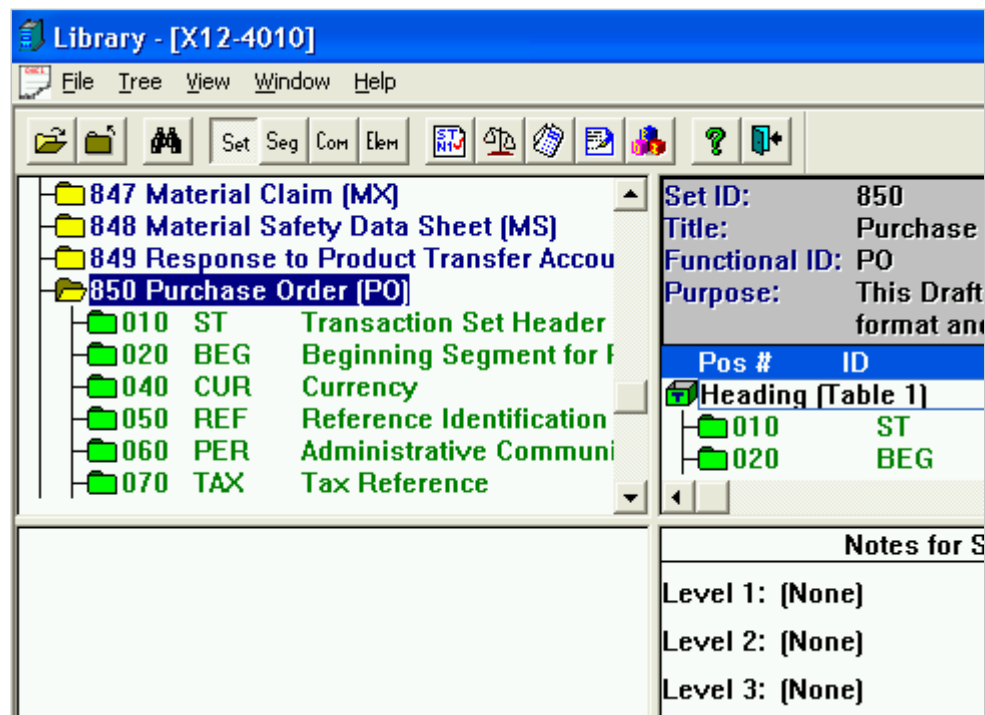 Library - [X12-4010]
File Tree View Window Help
Set Seg Com Elem
847 Material Claim (MX)
848 Material Safety Data Sheet (MS)
849 Response to Product Transfer Accou
850 Purchase Order (PO)
010 ST Transaction Set Header
020 BEG Beginning Segment for P
040 CUR Currency
050 REF Reference Identification
060 PER Administrative Communi
070 TAX Tax Reference
Set ID: 850
Title: Purchase
Functional ID: PO
Purpose: This Draft
format and
Pos # ID
Heading (Table 1)
010 ST
020 BEG
Notes for S
Level 1: (None)
Level 2: (None)
Level 3: (None)